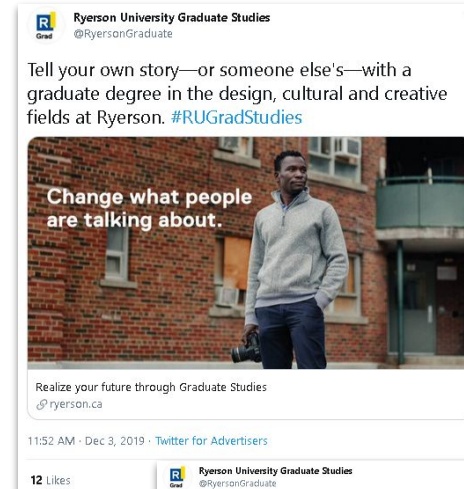 R
Grad
Ryerson University Graduate Studies
@RyersonGraduate
Tell your own story—or someone else's—with a
graduate degree in the design, cultural and creative
fields at Ryerson. #RUGradStudies
Change what people
are talking about.
Realize your future through Graduate Studies
ryerson.ca
11:52 AM · Dec 3, 2019 · Twitter for Advertisers
12 Likes
R
Grad
Ryerson University Graduate Studies
@RyersonGraduate